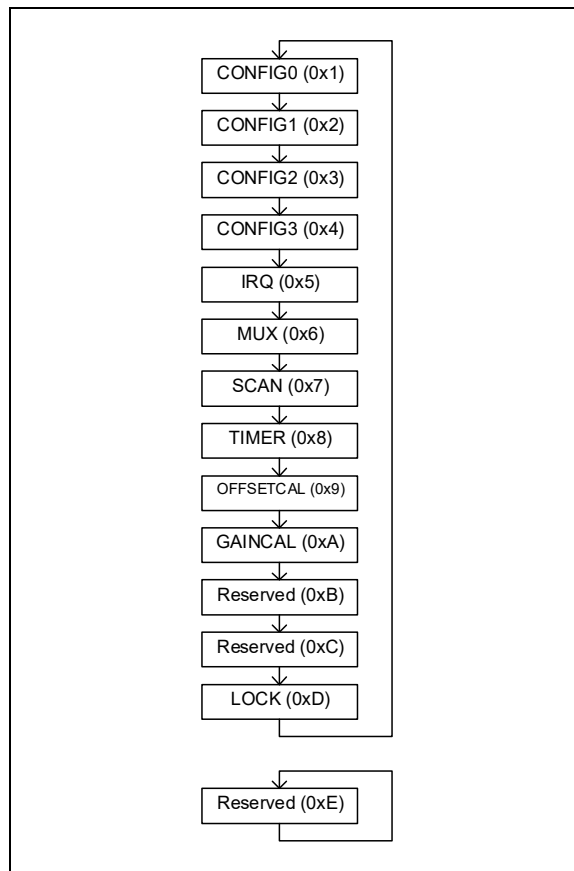 CONFIG0 (0x1)
CONFIG1 (0x2)
CONFIG2 (0x3)
CONFIG3 (0x4)
IRQ (0x5)
MUX (0x6)
SCAN (0x7)
TIMER (0x8)
OFFSETCAL (0x9)
GAINCAL (0xA)
Reserved (0xB)
Reserved (0xC)
LOCK (0xD)
Reserved (0xE)